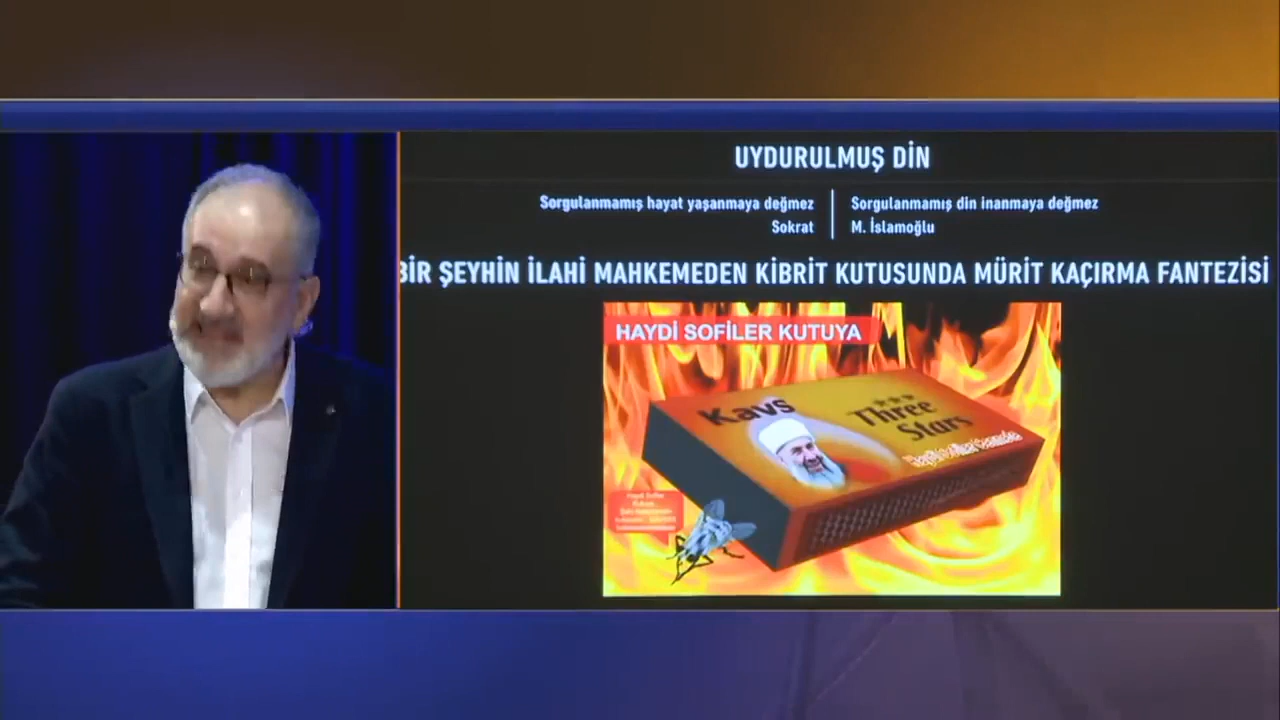 UYDURULMUŞ DİN
Sorgulanmamış hayat yaşanmaya değmez
Sokrat
Sorgulanmamış din inanmaya değmez
M. İslamoğlu
BİR ŞEYHİN İLAHİ MAHKEMEDEN KİBRİT KUTUSUNDA MÜRİT KAÇIRMA FANTEZİSİ
HAYDİ SOFİLER KUTUYA
Kavs
Three
Stars